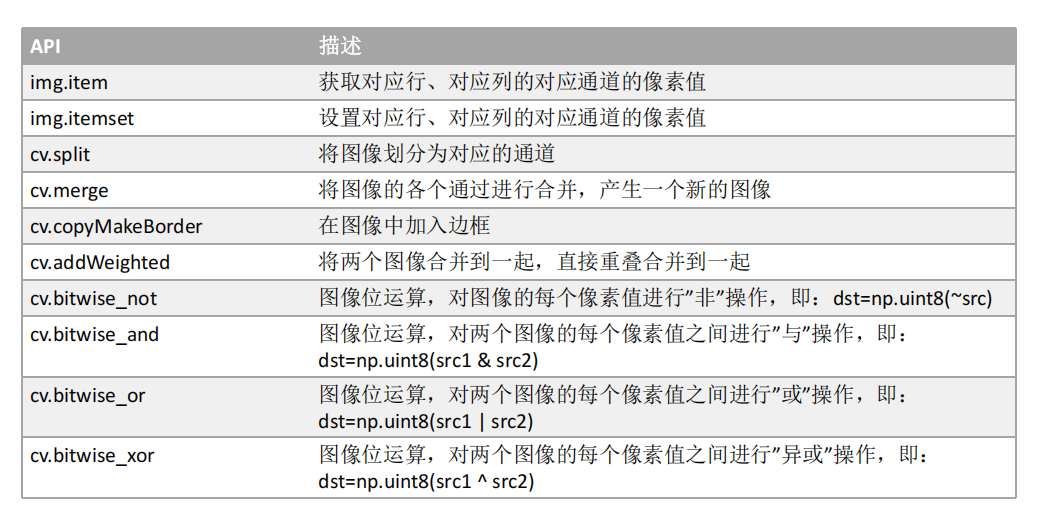 API 描述
img.item 获取对应行、对应列的对应通道的像素值
img.itemset 设置对应行、对应列的对应通道的像素值
cv.split 将图像划分为对应的通道
cv.merge 将图像的各个通过进行合并，产生一个新的图像
cv.copyMakeBorder 在图像中加入边框
cv.addWeighted 将两个图像合并到一起，直接重叠合并到一起
cv.bitwise_not 图像位运算，对图像的每个像素值进行”非”操作，即：dst=np.uint8(~src)
cv.bitwise_and 图像位运算，对两个图像的每个像素值之间进行”与”操作，即：
dst=np.uint8(src1 & src2)
cv.bitwise_or 图像位运算，对两个图像的每个像素值之间进行”或”操作，即：
dst=np.uint8(src1 | src2)
cv.bitwise_xor 图像位运算，对两个图像的每个像素值之间进行”异或”操作，即：
dst=np.uint8(src1 ^ src2)